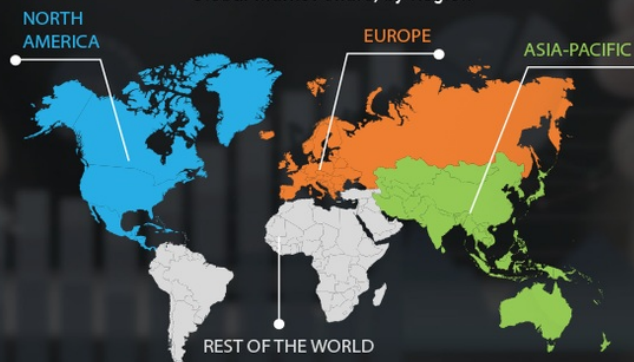 NORTH
AMERICA
EUROPE
ASIA-PACIFIC
REST OF THE WORLD